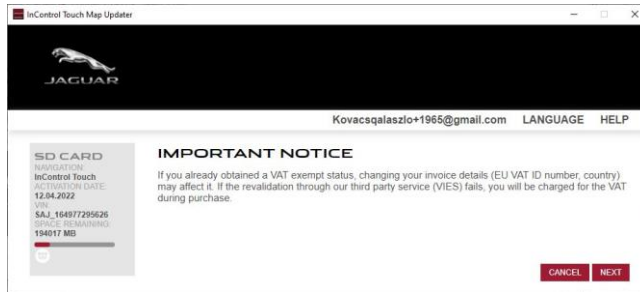 InControl Touch Map Updater
JAGUAR
Kovacsqalaszlo+1965@gmail.com LANGUAGE HELP
SD CARD
NAVIGATION:
InControl Touch
ACTIVATION DATE:
12.04.2022
VIN:
SAJ_164977295626
SPACE REMAINING:
194017 MB
IMPORTANT NOTICE
If you already obtained a VAT exempt status, changing your invoice details (EU VAT ID number, country)
may affect it. If the revalidation through our third party service (VIES) fails, you will be charged for the VAT
during purchase.
CANCEL NEXT